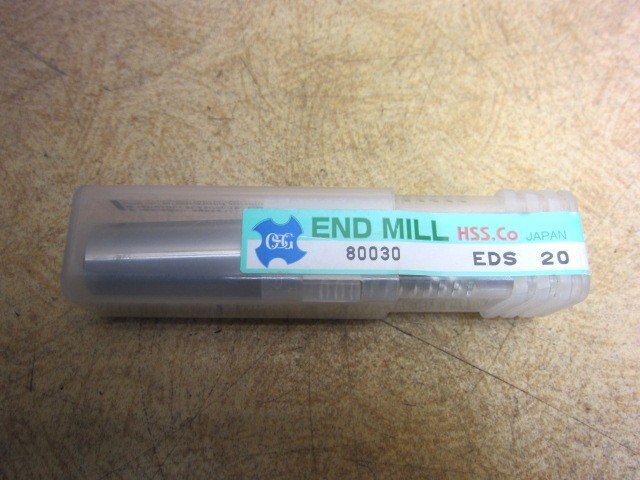 OSG END MILL HSS.Co JAPAN
80030 EDS 20